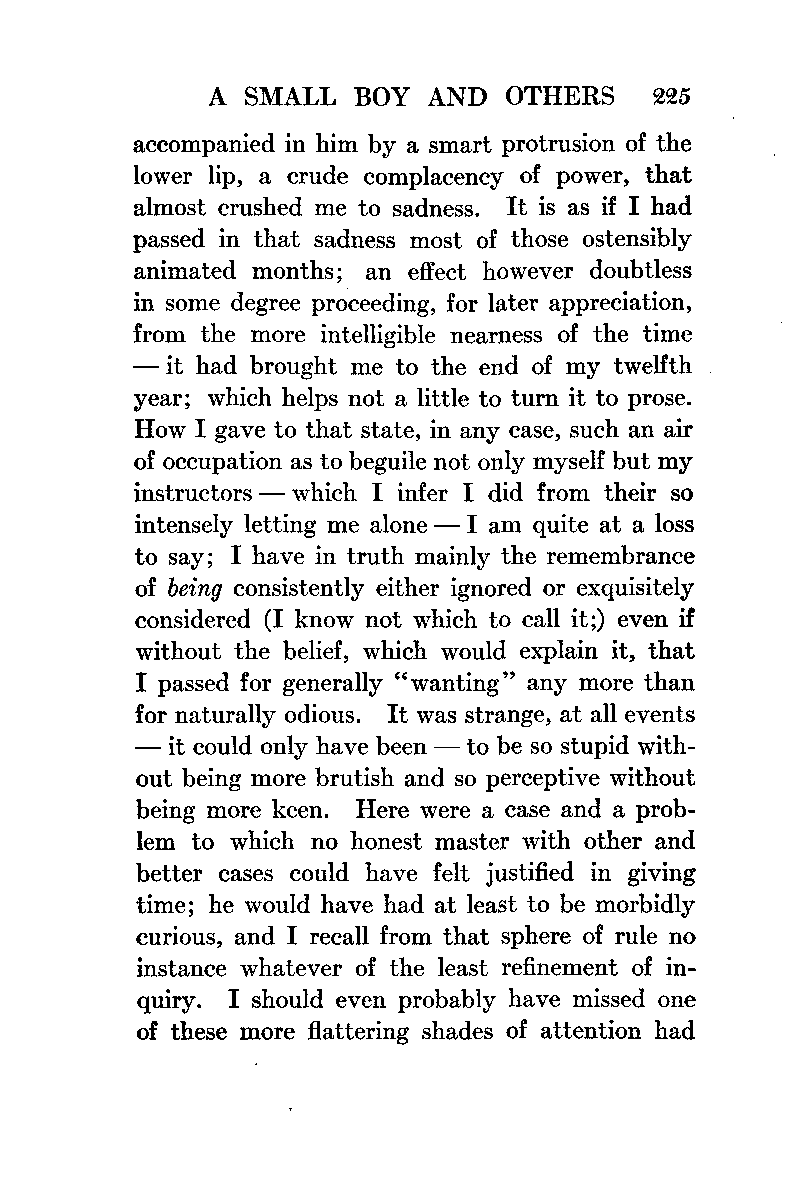 A SMALL BOY AND OTHERS 225
accompanied in him by a smart protrusion of the
lower lip, a crude complacency of power, that
almost crushed me to sadness. It is as if I had
passed in that sadness most of those ostensibly
animated months; an effect however doubtless
in some degree proceeding, for later appreciation,
from the more intelligible nearness of the time
— it had brought me to the end of my twelfth
year; which helps not a little to turn it to prose.
How I gave to that state, in any case, such an air
of occupation as to beguile not only myself but my
instructors — which I infer I did from their so
intensely letting me alone — I am quite at a loss
to say; I have in truth mainly the remembrance
of being consistently either ignored or exquisitely
considered (I know not which to call it;) even if
without the belief, which would explain it, that
I passed for generally “wanting” any more than
for naturally odious. It was strange, at all events
— it could only have been — to be so stupid with-
out being more brutish and so perceptive without
being more keen. Here were a case and a prob-
lem to which no honest master with other and
better cases could have felt justified in giving
time; he would have had at least to be morbidly
curious, and I recall from that sphere of rule no
instance whatever of the least refinement of in-
quiry. I should even probably have missed one
of these more flattering shades of attention had